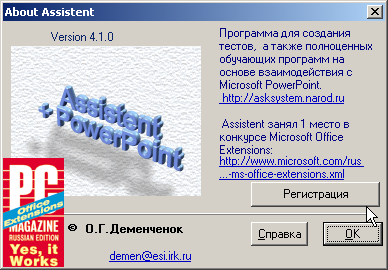 About Assistent
Version 4.1.0
Assistent
+ PowerPoint
Программа для создания
тестов,  а также полноценных
обучающих программ на
основе взаимодействия с
Microsoft PowerPoint.
http://asksystem.narod.ru
Assistent занял 1 место в
конкурсе Microsoft Office
Extensions:
http://www.microsoft.com/rus
...-ms-office-extensions.xml
Регистрация
PC
Office
Extensions
MAGAZINE
RUSSIAN EDITION
Yes, it
Works
© О.Г.Деменченок
demen@esi.irk.ru
Справка
OK